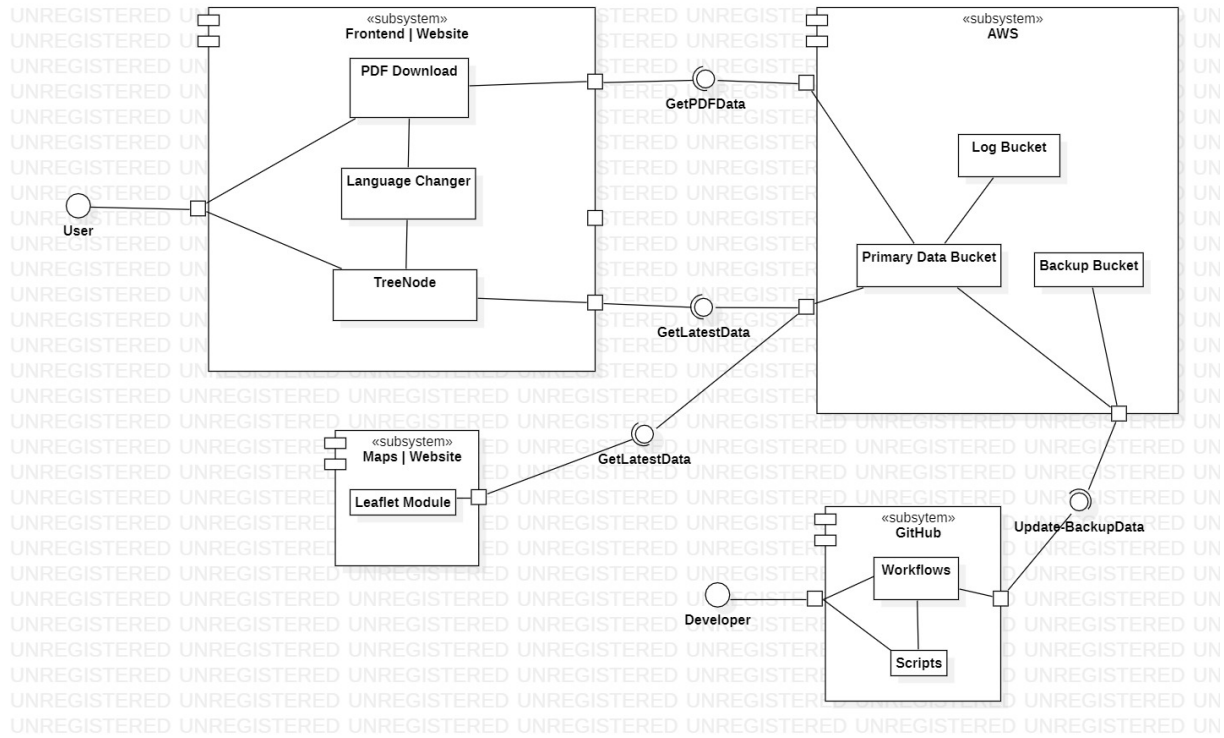 «subsystem»
Frontend | Website
PDF Download
Language Changer
TreeNode
User
GetPDFData
GetLatestData
«subsystem»
AWS
Log Bucket
Primary Data Bucket
Backup Bucket
«subsystem»
Maps | Website
Leaflet Module
GetLatestData
Update-BackupData
«subsytem»
GitHub
Workflows
Scripts
Developer
UNREGISTERED